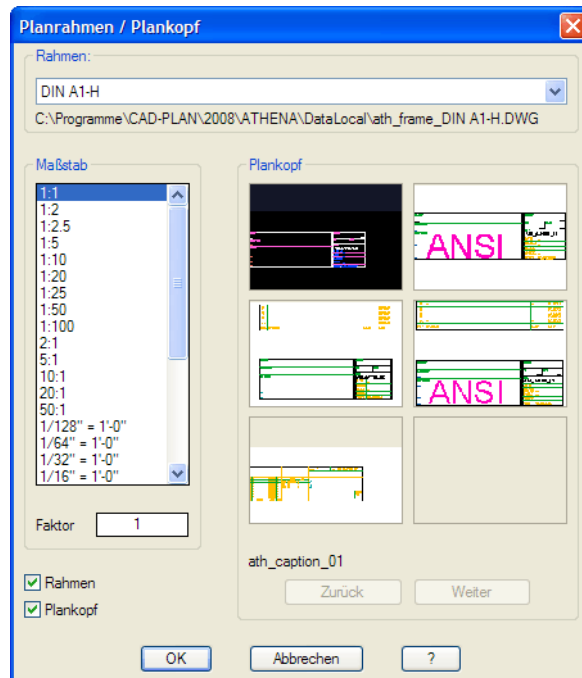 Planrahmen / Plankopf
Rahmen:
DIN A1-H
C:\Programme\CAD-PLAN\2008\ATHENA\DataLocal\ath_frame_DIN A1-H.DWG
Maßstab
1:1
1:2
1:2.5
1:5
1:10
1:20
1:25
1:50
1:100
2:1
5:1
10:1
20:1
50:1
1/128" = 1'-0"
1/64" = 1'-0"
1/32" = 1'-0"
1/16" = 1'-0"
Faktor 1
Plankopf
ANSI
ANSI
ath_caption_01
Zurück Weiter
Rahmen
Plankopf
OK Abbrechen ?